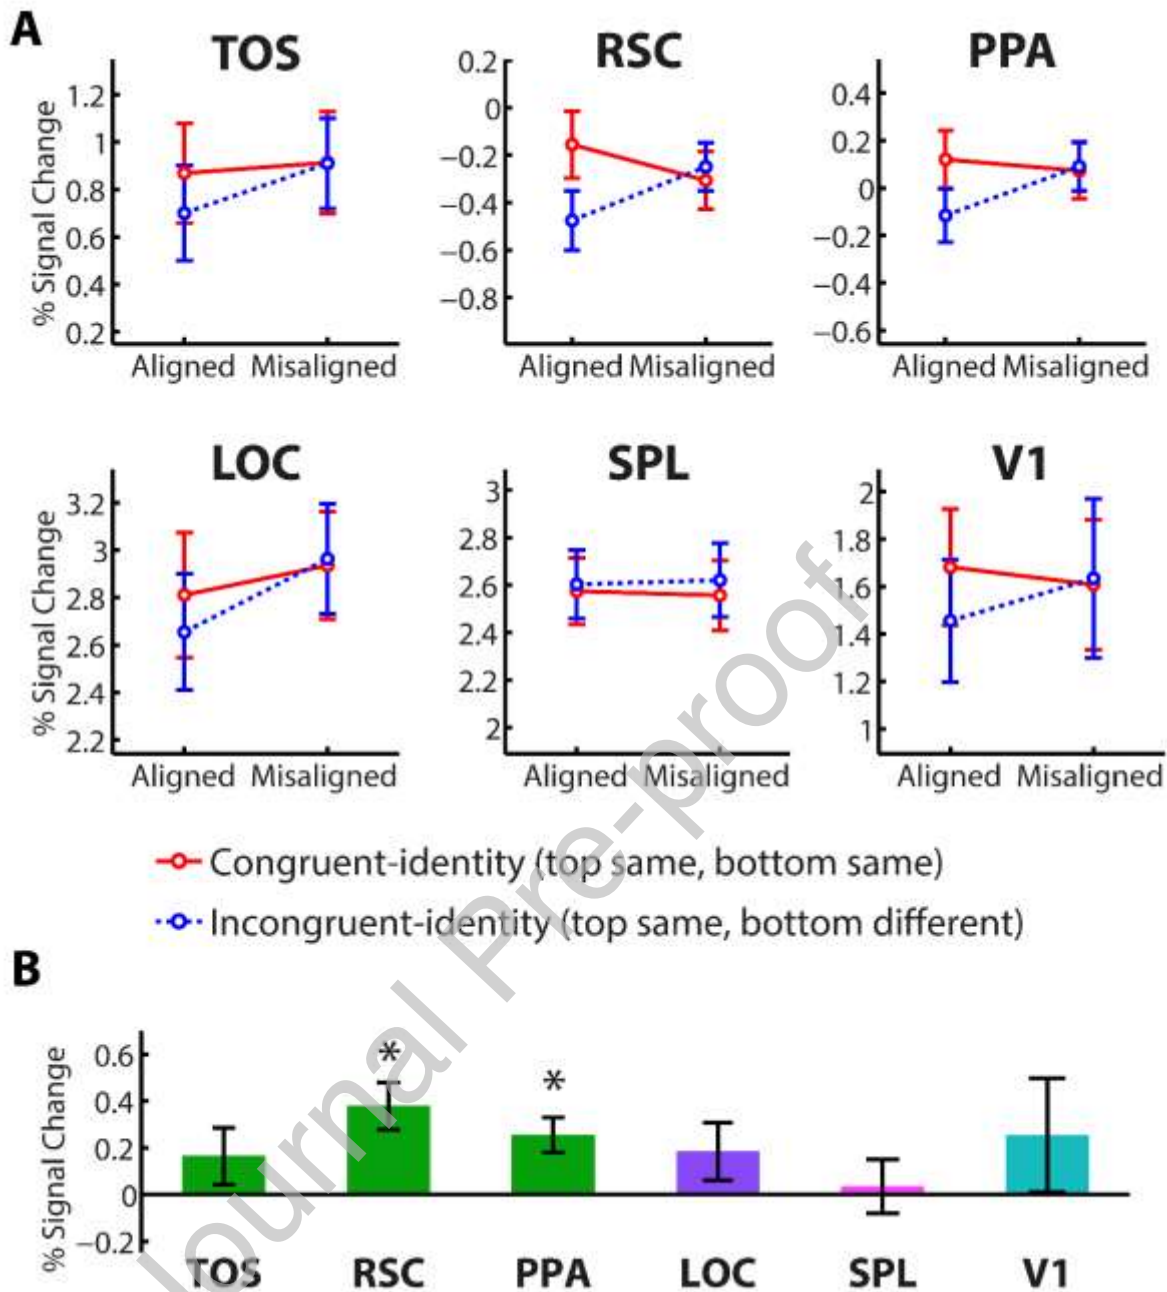 A
TOS
RSC
PPA
% Signal Change
1.2
1
0.8
0.6
0.4
0.2
Aligned Misaligned
0.2
0
−0.2
−0.4
−0.6
−0.8
Aligned Misaligned
0.4
0.2
0
−0.2
−0.4
−0.6
Aligned Misaligned
LOC
SPL
V1
% Signal Change
3.2
3
2.8
2.6
2.4
2.2
Aligned Misaligned
3
2.8
2.6
2.4
2.2
2
Aligned Misaligned
2
1.8
1.6
1.4
1.2
1
Aligned Misaligned
Congruent-identity (top same, bottom same)
Incongruent-identity (top same, bottom different)
B
% Signal Change
0.6
0.4
0.2
0
−0.2
*
*
TOS RSC PPA LOC SPL V1
Journal Pre-proof